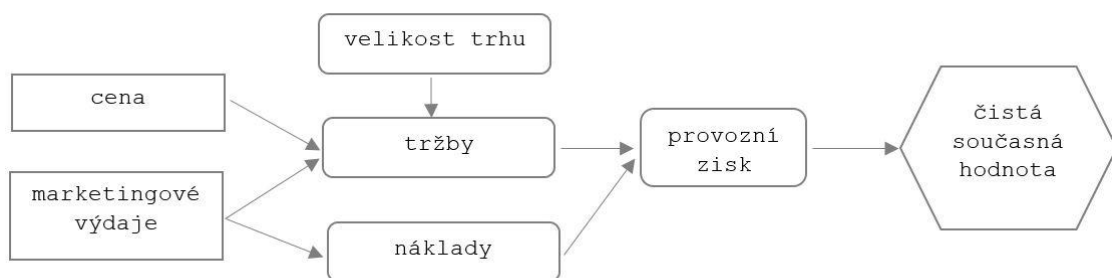 velikost trhu
cena
tržby
provozní
zisk
čistá
současná
hodnota
marketingové
výdaje
náklady